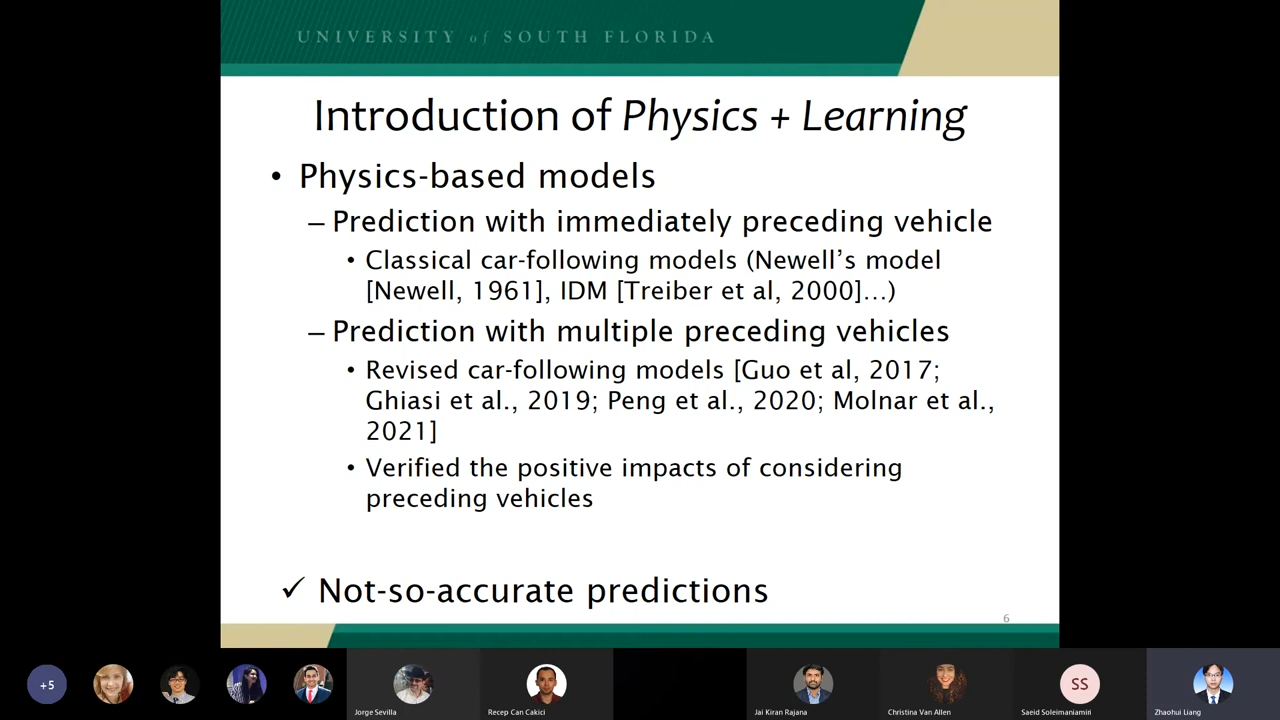 UNIVERSITY of SOUTH FLORIDA
Introduction of Physics + Learning
• Physics-based models
– Prediction with immediately preceding vehicle
• Classical car-following models (Newell’s model
[Newell, 1961], IDM [Treiber et al, 2000]…)
– Prediction with multiple preceding vehicles
• Revised car-following models [Guo et al, 2017;
Ghiasi et al., 2019; Peng et al., 2020; Molnar et al.,
2021]
• Verified the positive impacts of considering
preceding vehicles
✓ Not-so-accurate predictions
6
+5
SS
Jorge Sevilla
Recep Can Cakici
Jai Kiran Rajana
Christina Van Allen
Saeid Soleimaniamiri
Zhaohui Liang